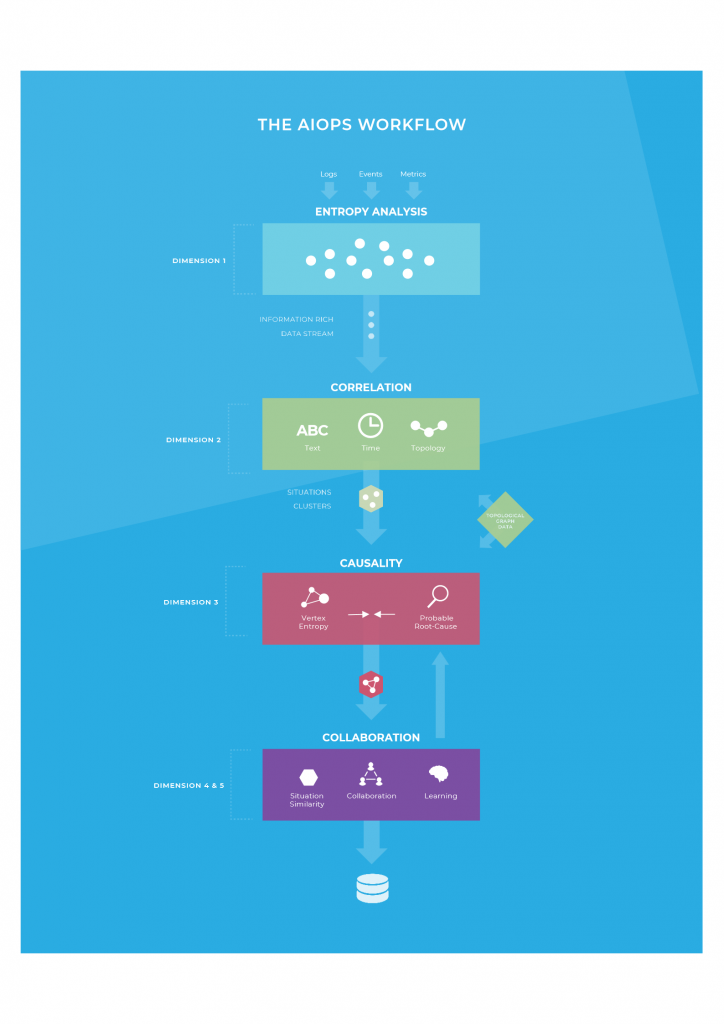 THE AIOPS WORKFLOW
Logs Events Metrics
ENTROPY ANALYSIS
DIMENSION 1
INFORMATION RICH
DATA STREAM
CORRELATION
ABC
Text Time Topology
DIMENSION 2
SITUATIONS
CLUSTERS
TOPOLOGICAL
GRAPH
DATA
CAUSALITY
DIMENSION 3
Vertex
Entropy
Probable
Root-Cause
COLLABORATION
DIMENSION 4 & 5
Situation
Similarity
Collaboration
Learning